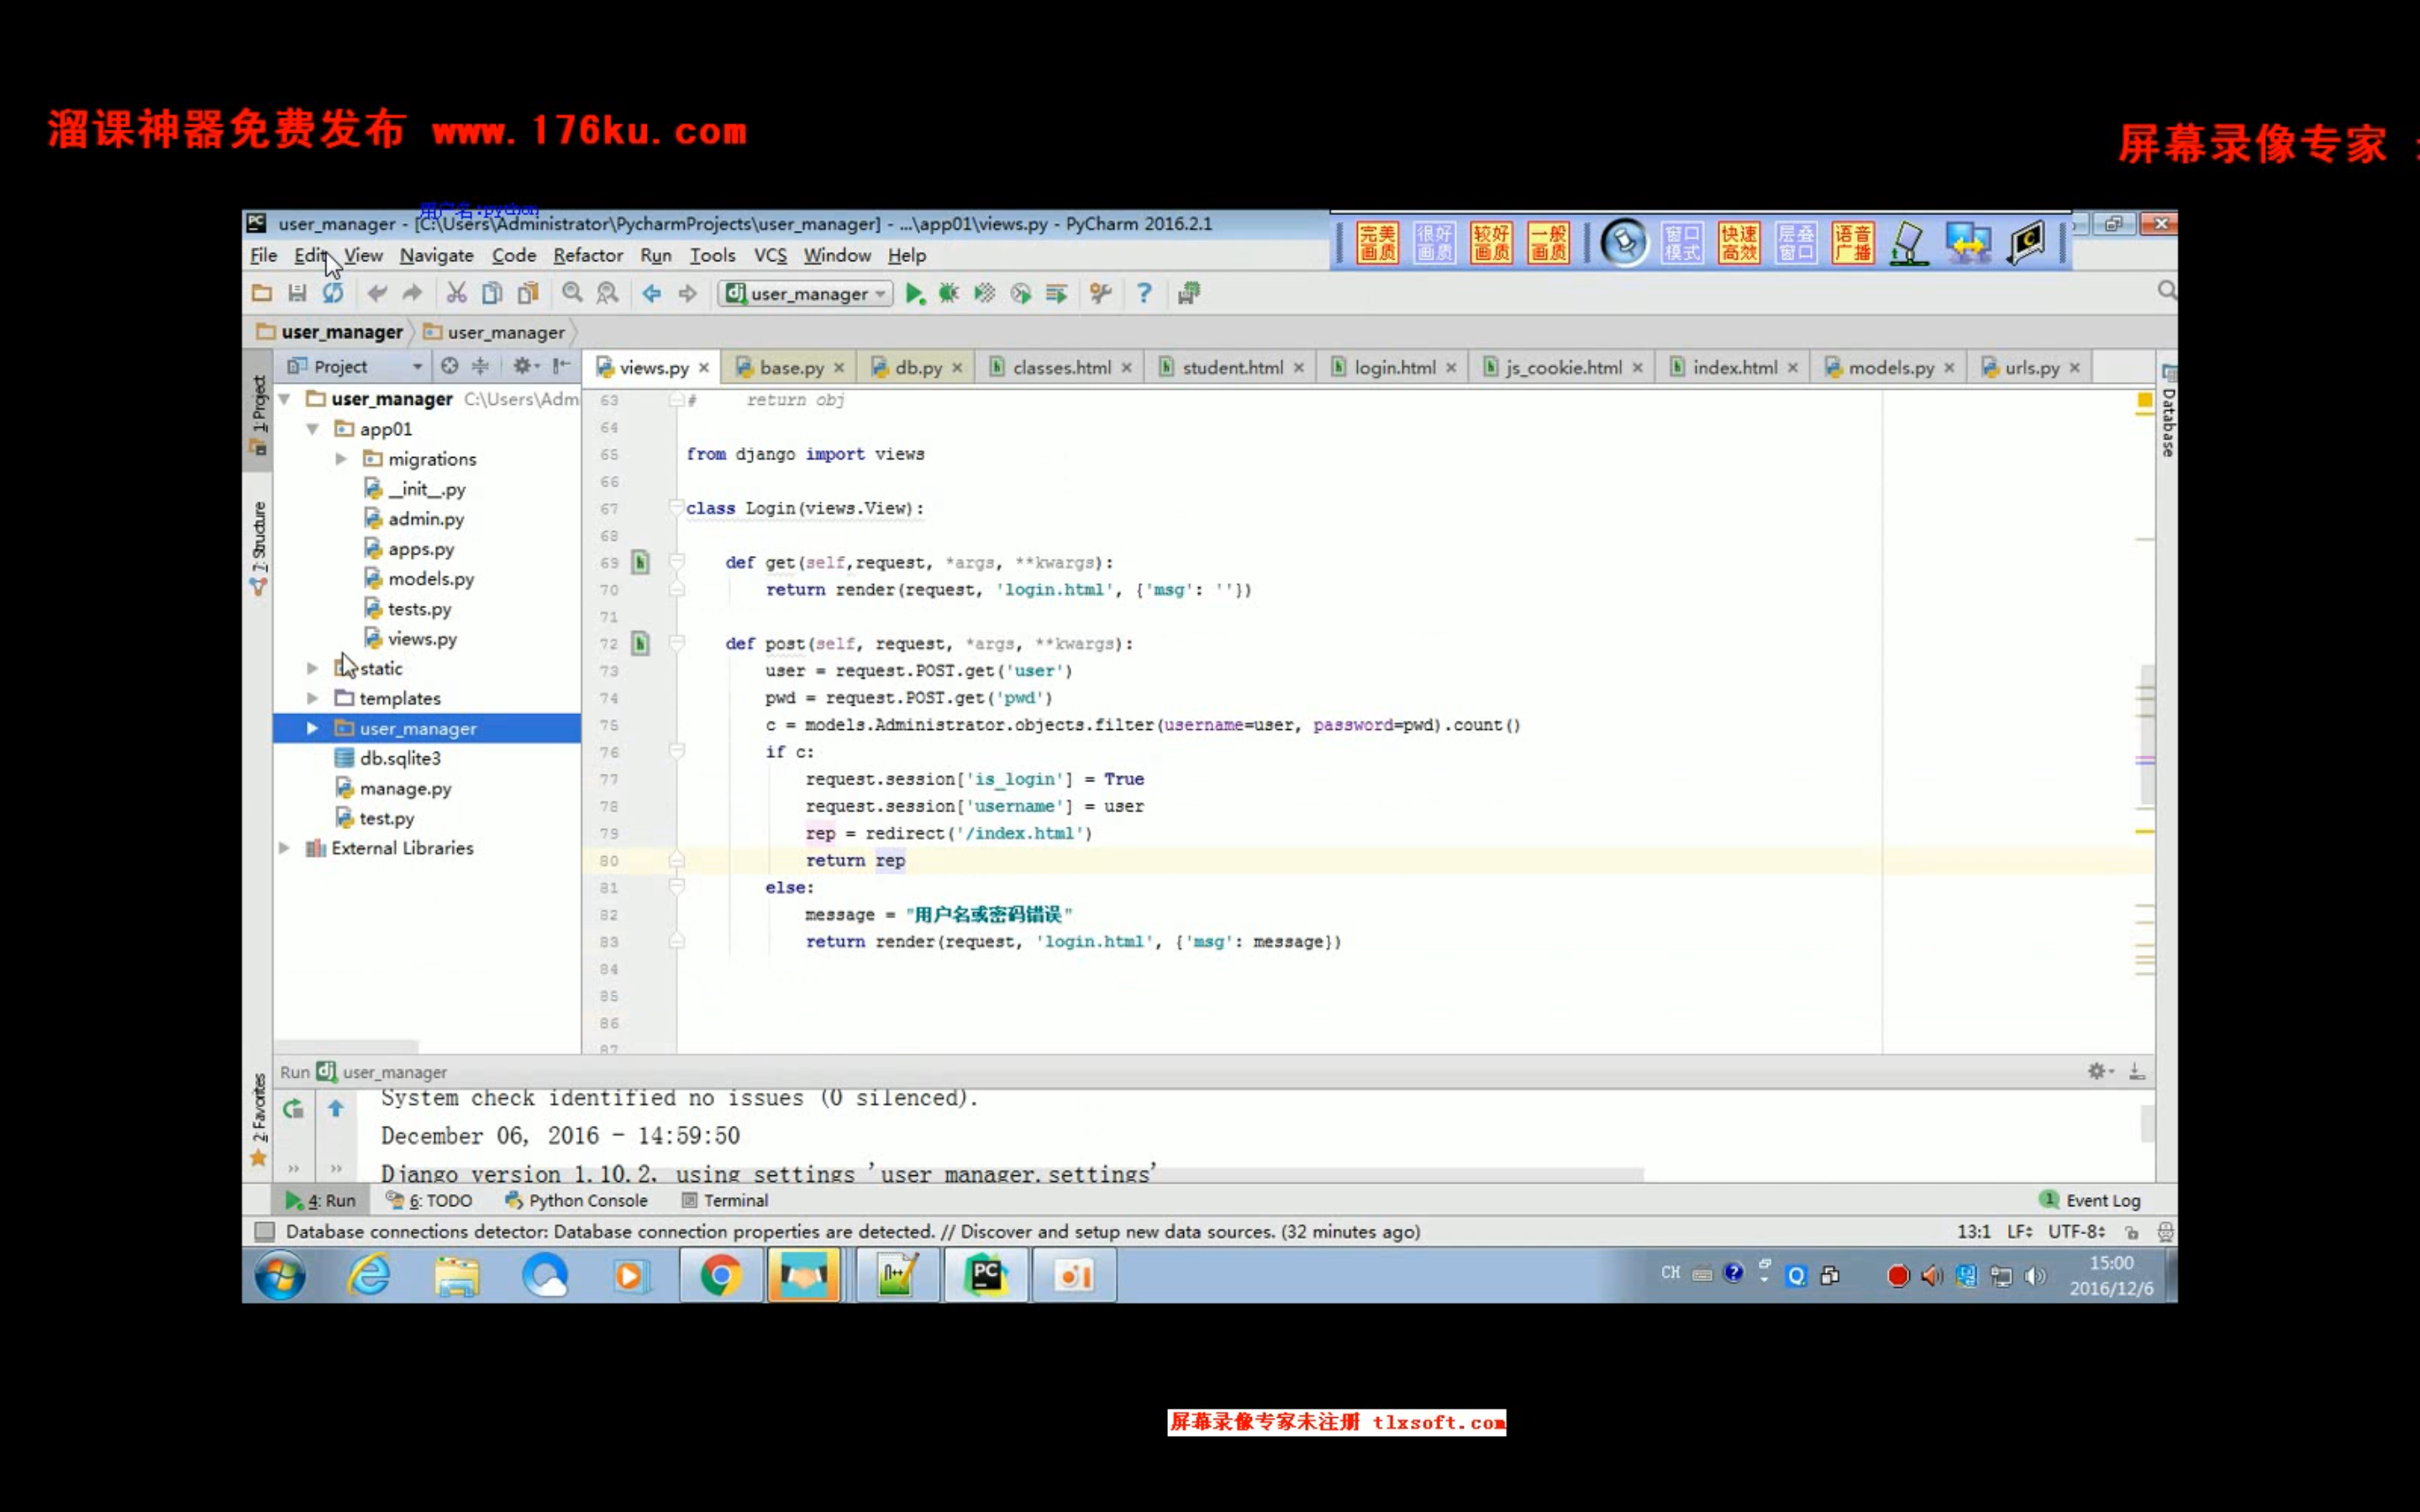 溜课神器免费发布 www.176ku.com
屏幕录像专家
用户名:python
user_manager - [C:\Users\Administrator\PycharmProjects\user_manager] - ...\app01\views.py - PyCharm 2016.2.1
完美画质 很好画质 较好画质 一般画质 窗口模式 快速高效 层叠窗口 语音广播
File Edit View Navigate Code Refactor Run Tools VCS Window Help
user_manager
user_manager user_manager
Project
views.py base.py db.py classes.html student.html login.html js_cookie.html index.html models.py urls.py
1: Project
7: Structure
2: Favorites
Database
user_manager C:\Users\Adm
app01
migrations
__init__.py
admin.py
apps.py
models.py
tests.py
views.py
static
templates
user_manager
db.sqlite3
manage.py
test.py
External Libraries
63 #     return obj
64
65 from django import views
66
67 class Login(views.View):
68
69     def get(self,request, *args, **kwargs):
70         return render(request, 'login.html', {'msg': ''})
71
72     def post(self, request, *args, **kwargs):
73         user = request.POST.get('user')
74         pwd = request.POST.get('pwd')
75         c = models.Administrator.objects.filter(username=user, password=pwd).count()
76         if c:
77             request.session['is_login'] = True
78             request.session['username'] = user
79             rep = redirect('/index.html')
80             return rep
81         else:
82             message = "用户名或密码错误"
83             return render(request, 'login.html', {'msg': message})
84
85
86
87
Run user_manager
System check identified no issues (0 silenced).
December 06, 2016 - 14:59:50
Django version 1.10.2, using settings 'user_manager.settings'
4: Run 6: TODO Python Console Terminal
1 Event Log
Database connections detector: Database connection properties are detected. // Discover and setup new data sources. (32 minutes ago)
13:1 LF UTF-8
CH
15:00
2016/12/6
屏幕录像专家未注册 tlxsoft.com